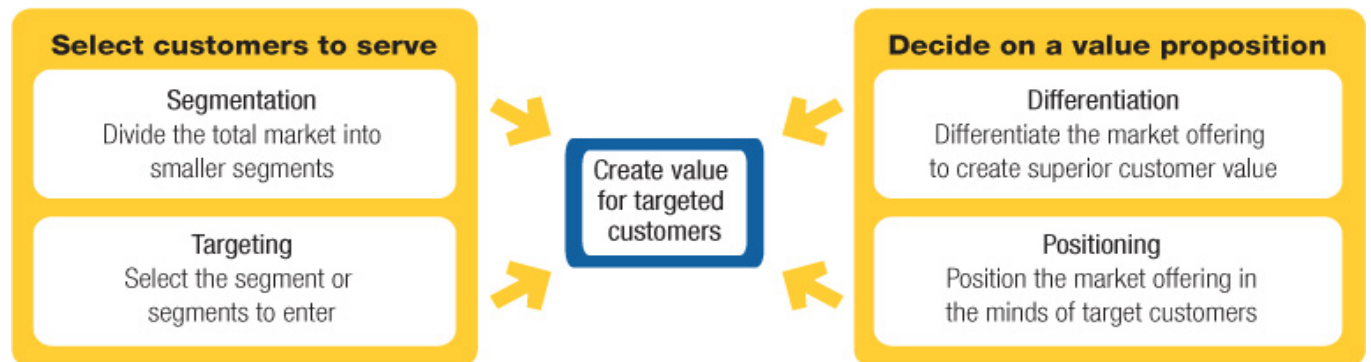 Select customers to serve
Segmentation
Divide the total market into
smaller segments
Targeting
Select the segment or
segments to enter
Create value
for targeted
customers
Decide on a value proposition
Differentiation
Differentiate the market offering
to create superior customer value
Positioning
Position the market offering in
the minds of target customers